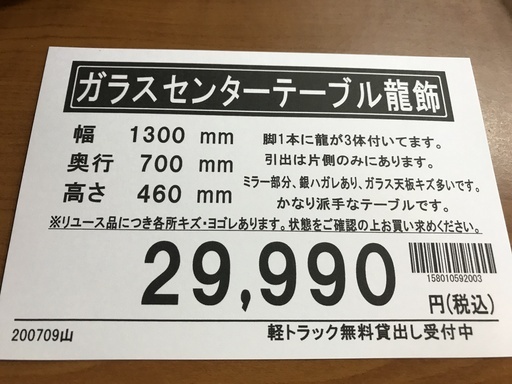 ガラスセンターテーブル龍飾
幅 1300 mm
奥行 700 mm
高さ 460 mm
脚1本に龍が3体付いてます。
引出は片側のみにあります。
ミラー部分、銀ハガレあり、ガラス天板キズ多いです。
かなり派手なテーブルです。
※リユース品につき各所キズ・ヨゴレあります。状態をご確認の上お買い求めください。
29,990 円(税込)
158010592003
200709山 軽トラック無料貸出し受付中